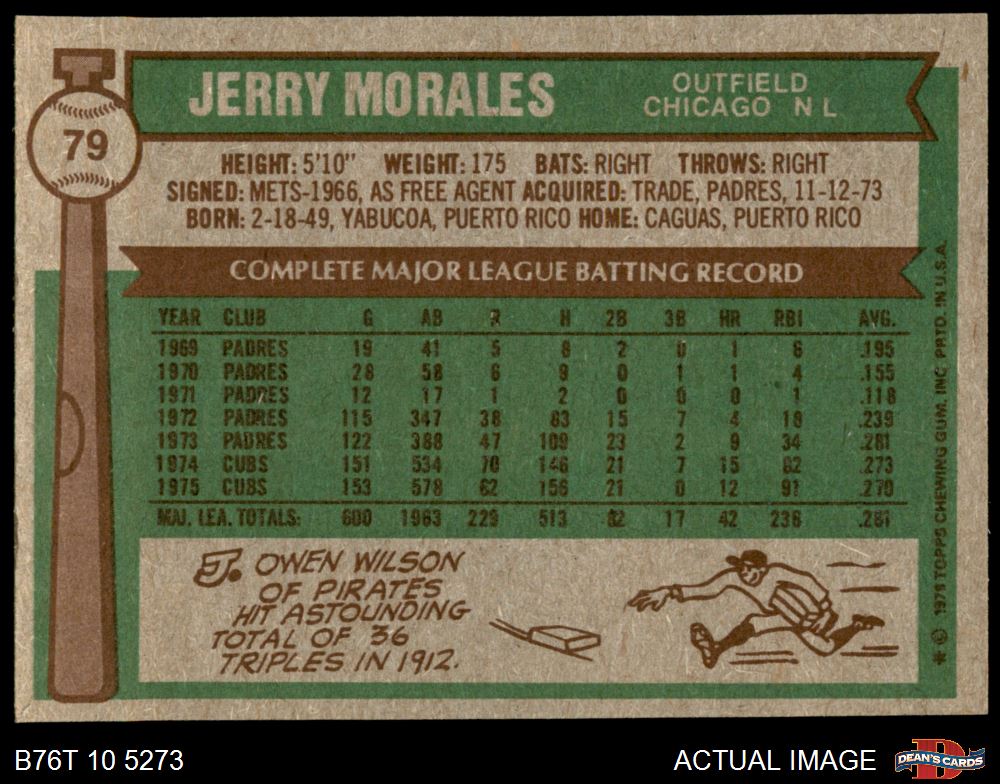 79
JERRY MORALES
OUTFIELD
CHICAGO N L
HEIGHT: 5'10" WEIGHT: 175 BATS: RIGHT THROWS: RIGHT
SIGNED: METS-1966, AS FREE AGENT ACQUIRED: TRADE, PADRES, 11-12-73
BORN: 2-18-49, YABUCOA, PUERTO RICO HOME: CAGUAS, PUERTO RICO
COMPLETE MAJOR LEAGUE BATTING RECORD
YEAR CLUB G AB R H 2B 3B HR RBI AVG.
1969 PADRES 19 41 5 8 2 0 1 6 .195
1970 PADRES 28 58 6 9 0 1 1 4 .155
1971 PADRES 12 17 1 2 0 0 0 1 .118
1972 PADRES 115 347 38 83 15 7 4 18 .239
1973 PADRES 122 388 47 109 23 2 9 34 .281
1974 CUBS 151 534 70 146 21 7 15 82 .273
1975 CUBS 153 578 62 156 21 0 12 91 .270
MAJ. LEA. TOTALS: 600 1963 229 513 82 17 42 236 .261
J. OWEN WILSON
OF PIRATES
HIT ASTOUNDING
TOTAL OF 36
TRIPLES IN 1912.
* © 1976 TOPPS CHEWING GUM, INC. PRTD. IN U.S.A.
B76T 10 5273
ACTUAL IMAGE
D
DEAN'S CARDS